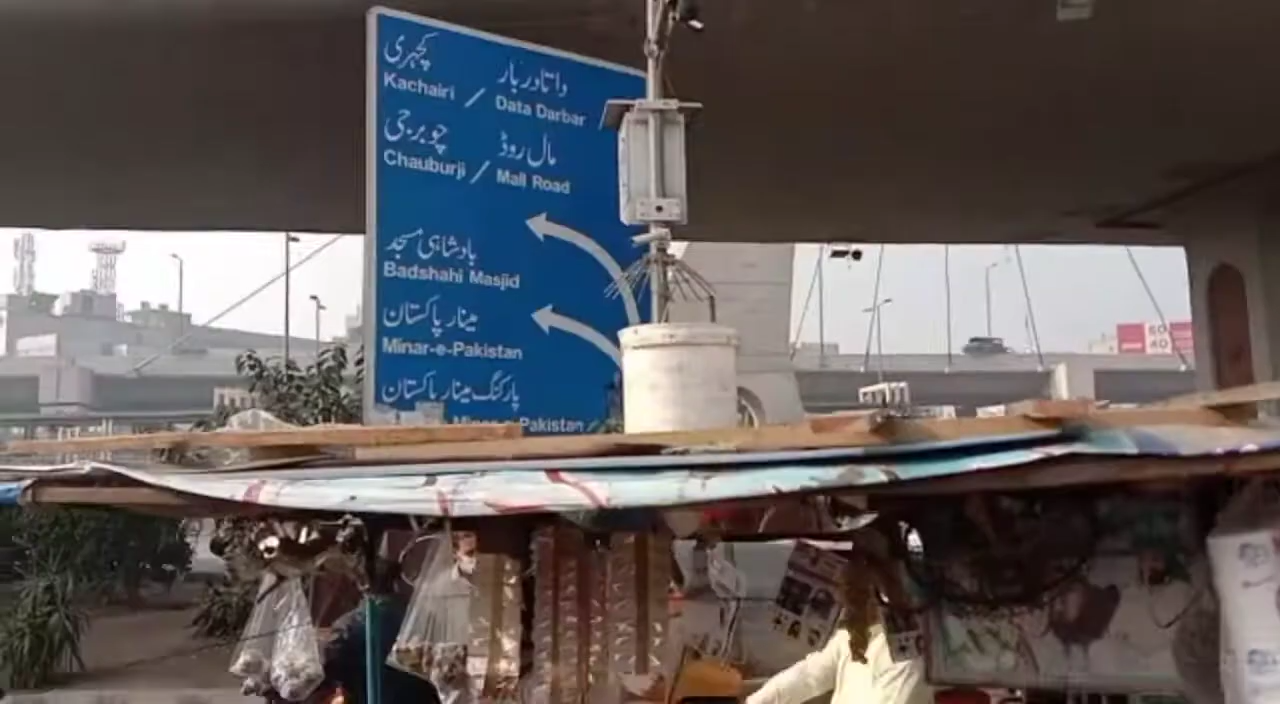 کچہری داتا دربار
Kachairi / Data Darbar
چوبرجی مال روڈ
Chauburji / Mall Road
بادشاہی مسجد
Badshahi Masjid
مینار پاکستان
Minar-e-Pakistan
پارکنگ مینار پاکستان
Minar-e-Pakistan